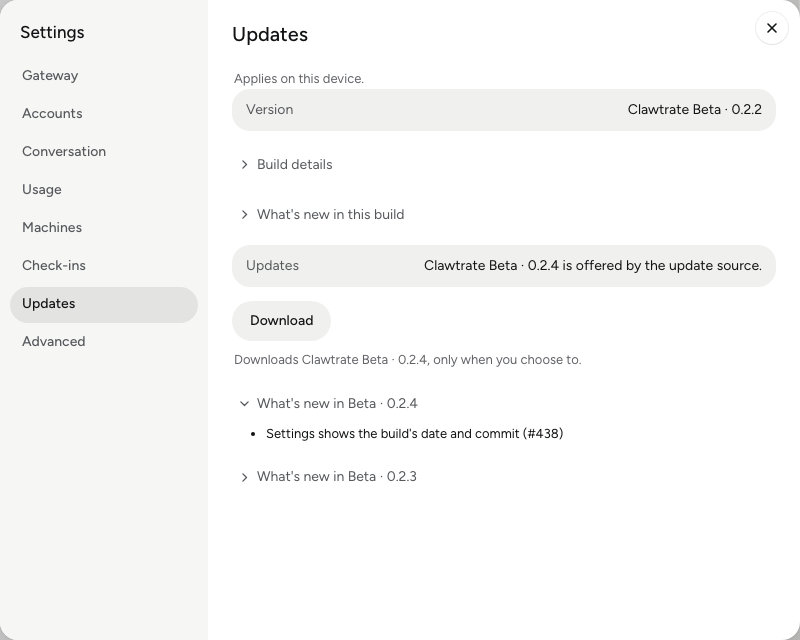 Settings
Gateway
Accounts
Conversation
Usage
Machines
Check-ins
Updates
Advanced
Updates
Applies on this device.
Version Clawtrate Beta · 0.2.2
Build details
What's new in this build
Updates Clawtrate Beta · 0.2.4 is offered by the update source.
Download
Downloads Clawtrate Beta · 0.2.4, only when you choose to.
What's new in Beta · 0.2.4
• Settings shows the build's date and commit (#438)
What's new in Beta · 0.2.3